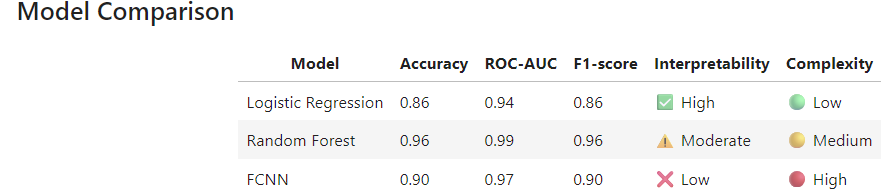 Model Comparison
Model Accuracy ROC-AUC F1-score Interpretability Complexity
Logistic Regression 0.86 0.94 0.86 ✅ High 🟢 Low
Random Forest 0.96 0.99 0.96 ⚠️ Moderate 🟡 Medium
FCNN 0.90 0.97 0.90 ❌ Low 🔴 High